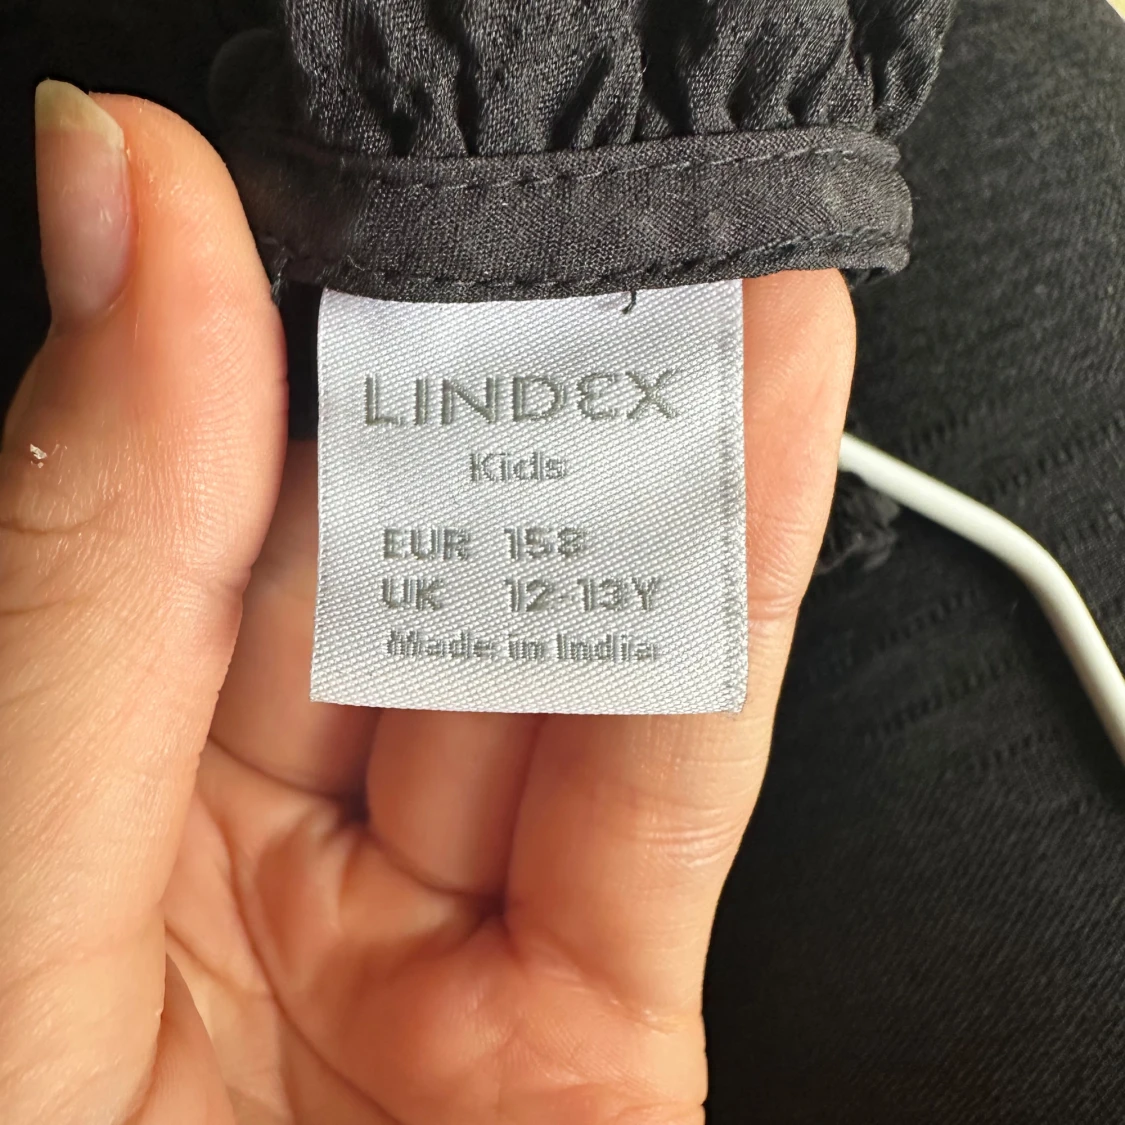 LINDEX
Kids
EUR 158
UK 12-13Y
Made in India